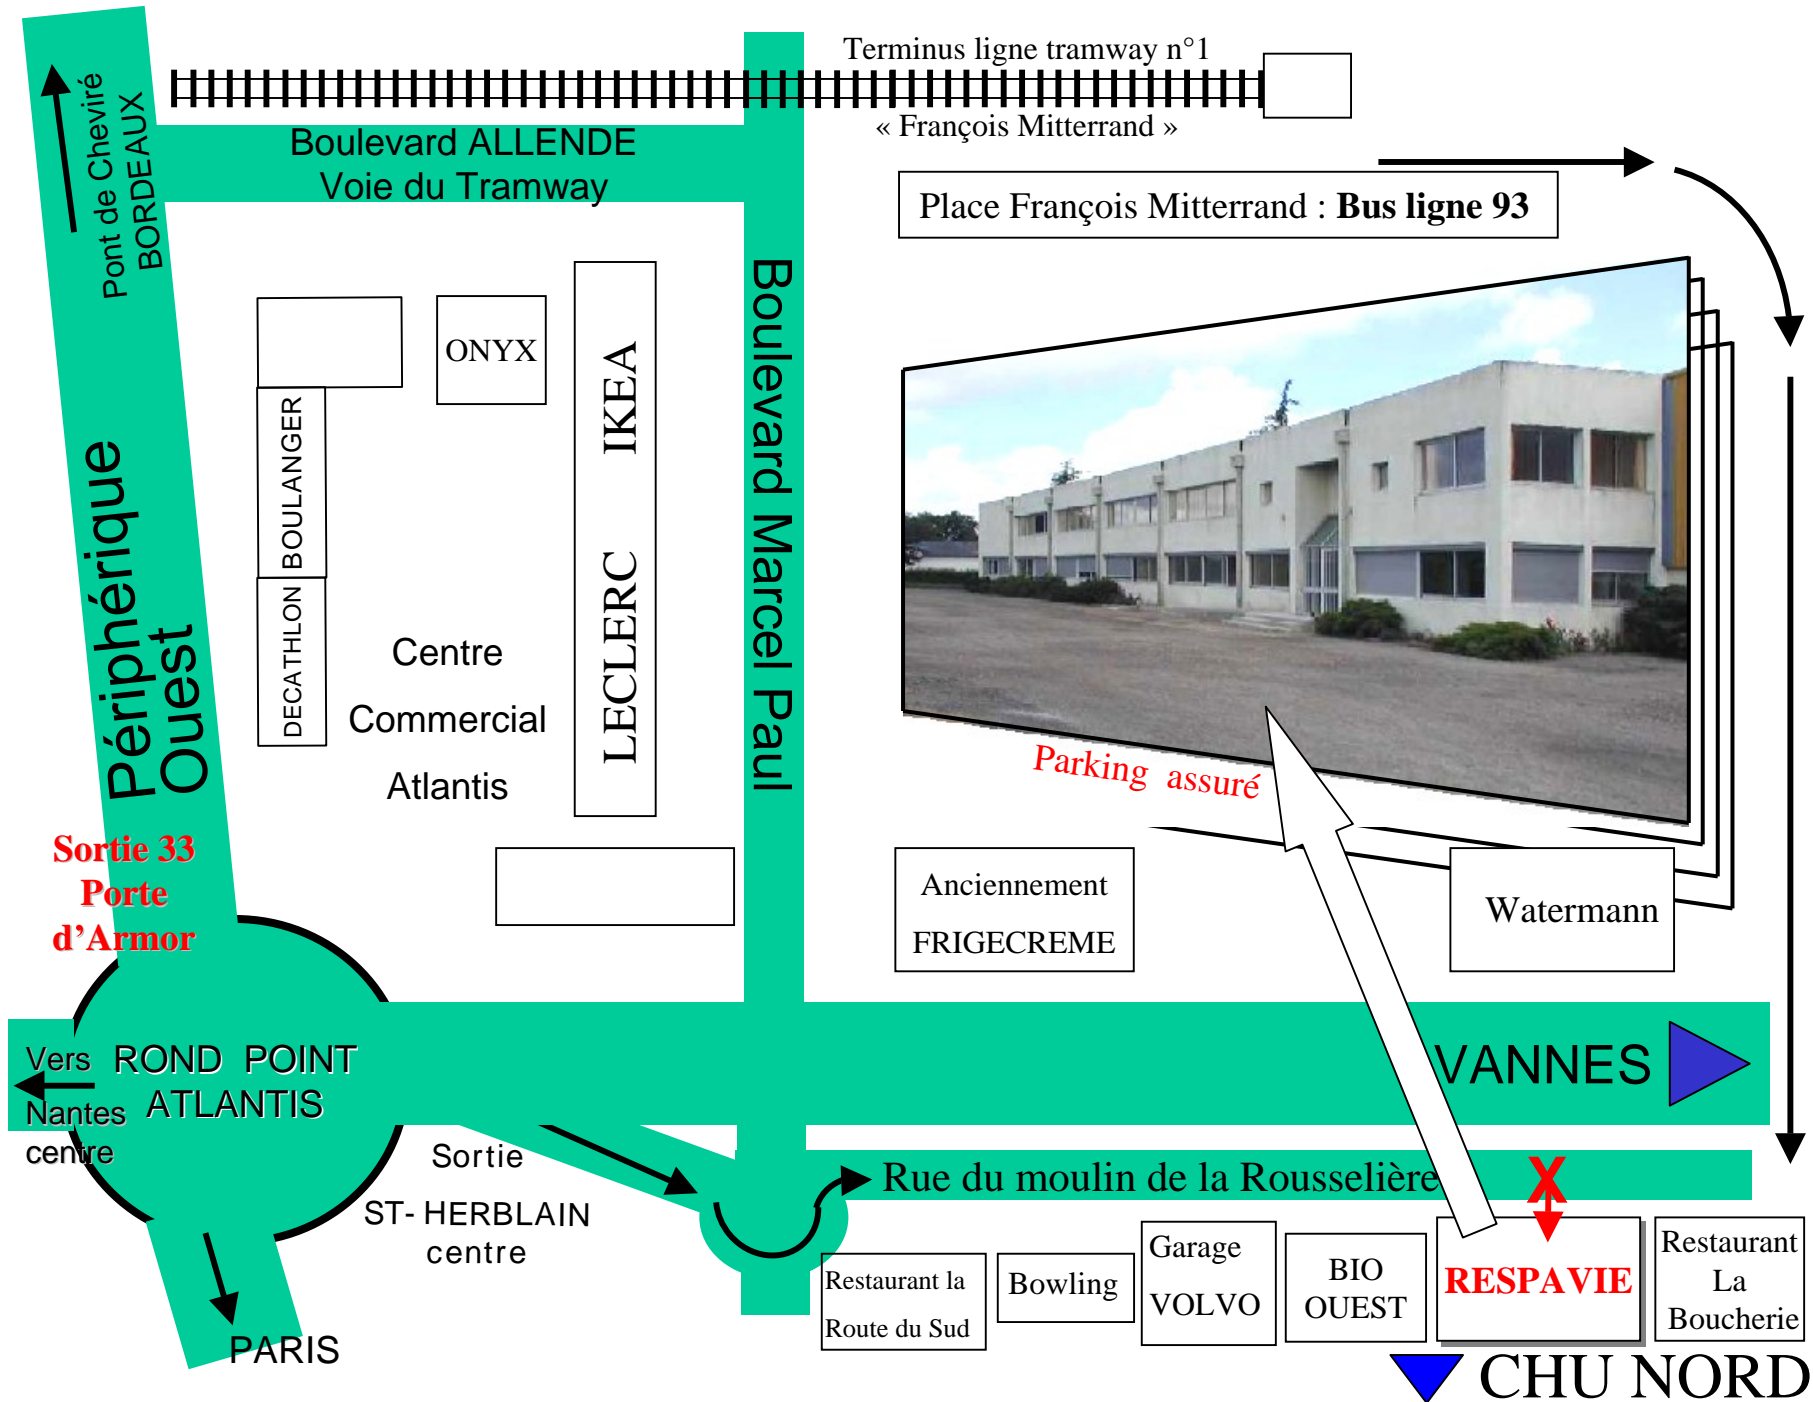 Terminus ligne tramway n°1
« François Mitterrand »
Pont de Cheviré
BORDEAUX
Boulevard ALLENDE
Voie du Tramway
Place François Mitterrand : Bus ligne 93
ONYX
IKEA
LECLERC
BOULANGER
DECATHLON
Centre
Commercial
Atlantis
Boulevard Marcel Paul
Périphérique
Ouest
Parking assuré
Sortie 33
Porte
d’Armor
Anciennement
FRIGECREME
Watermann
Vers
Nantes
centre
ROND POINT
ATLANTIS
VANNES
Sortie
ST- HERBLAIN
centre
Rue du moulin de la Rousselière
X
PARIS
Restaurant la
Route du Sud
Bowling
Garage
VOLVO
BIO
OUEST
RESPAVIE
Restaurant
La
Boucherie
CHU NORD